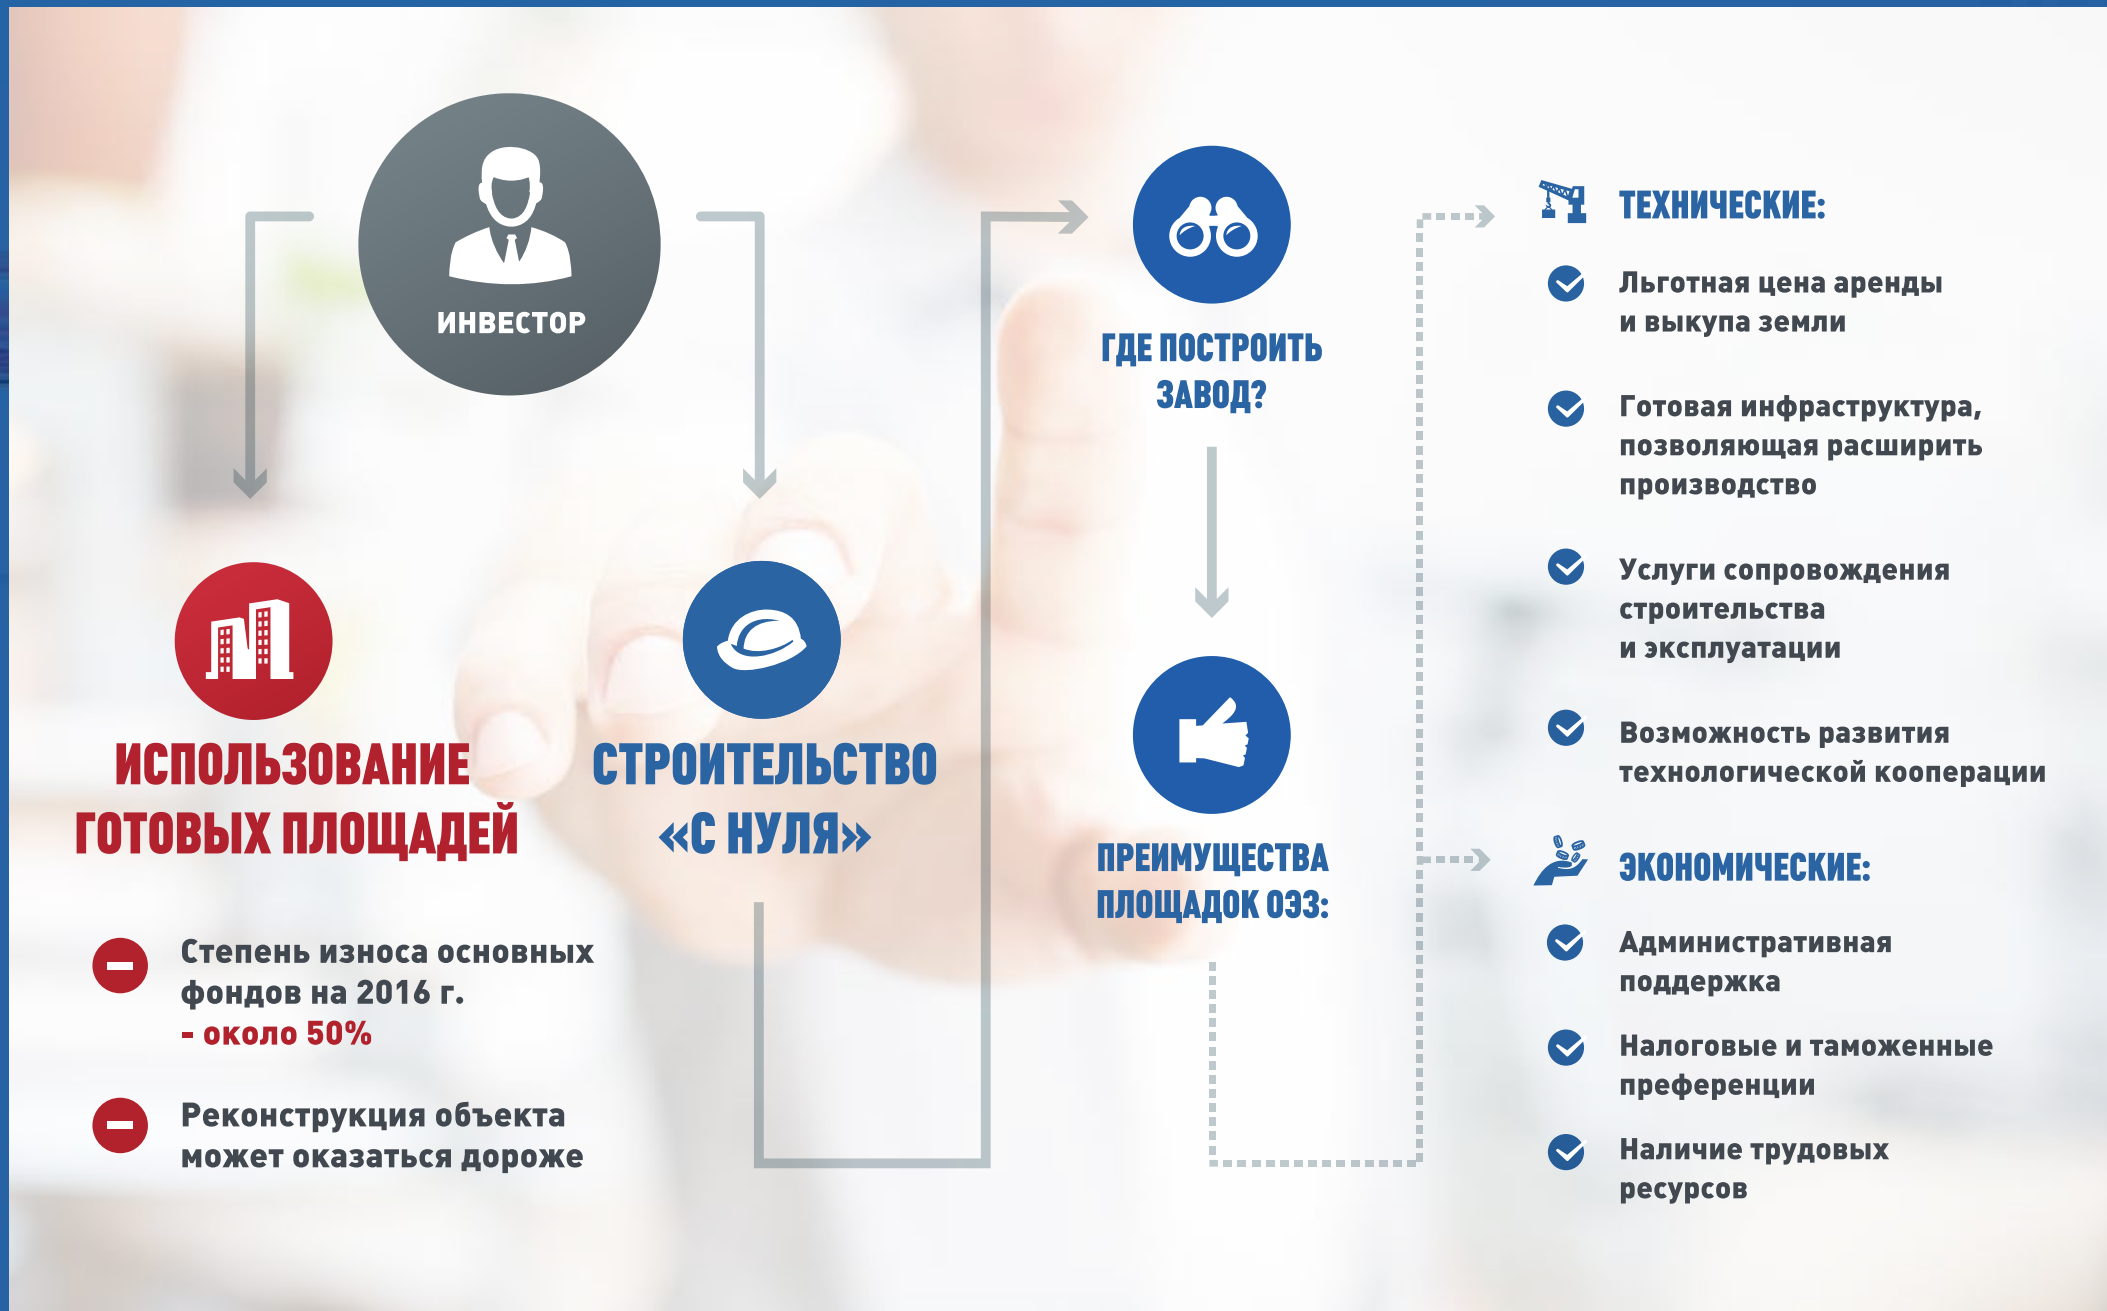 ИНВЕСТОР
ИСПОЛЬЗОВАНИЕ
ГОТОВЫХ ПЛОЩАДЕЙ
Степень износа основных
фондов на 2016 г.
- около 50%
Реконструкция объекта
может оказаться дороже
СТРОИТЕЛЬСТВО
«С НУЛЯ»
ГДЕ ПОСТРОИТЬ
ЗАВОД?
ПРЕИМУЩЕСТВА
ПЛОЩАДОК ОЭЗ:
ТЕХНИЧЕСКИЕ:
Льготная цена аренды
и выкупа земли
Готовая инфраструктура,
позволяющая расширить
производство
Услуги сопровождения
строительства
и эксплуатации
Возможность развития
технологической кооперации
ЭКОНОМИЧЕСКИЕ:
Административная
поддержка
Налоговые и таможенные
преференции
Наличие трудовых
ресурсов